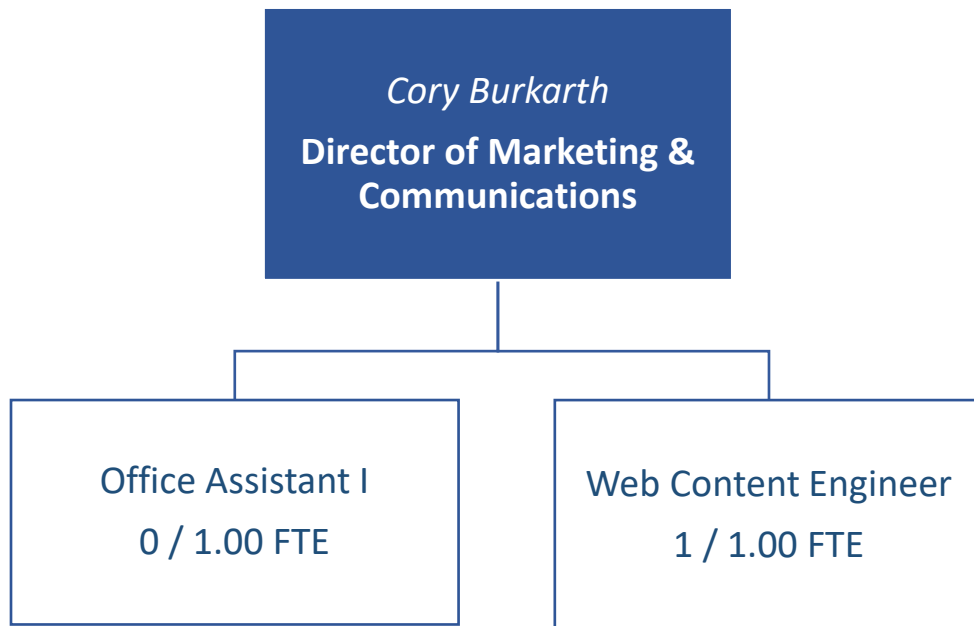 Cory Burkarth
Director of Marketing &
Communications
Office Assistant I
0 / 1.00 FTE
Web Content Engineer
1 / 1.00 FTE